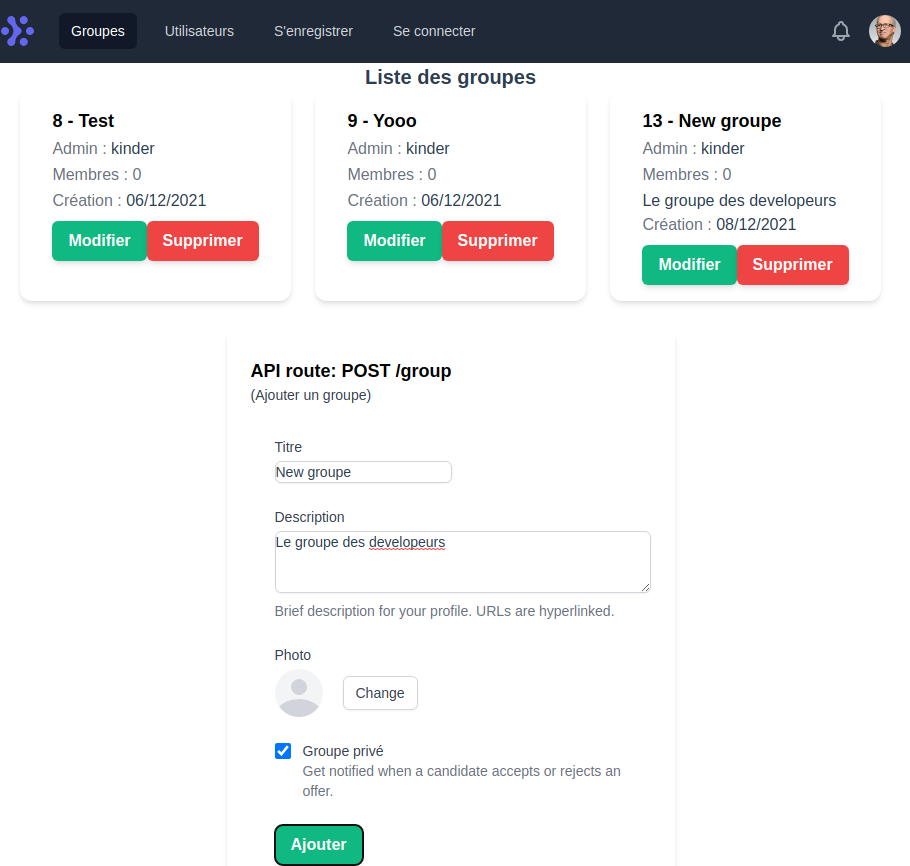 Groupes
Utilisateurs
S'enregistrer
Se connecter
Liste des groupes
8 - Test
Admin : kinder
Membres : 0
Création : 06/12/2021
Modifier
Supprimer
9 - Yooo
Admin : kinder
Membres : 0
Création : 06/12/2021
Modifier
Supprimer
13 - New groupe
Admin : kinder
Membres : 0
Le groupe des developeurs
Création : 08/12/2021
Modifier
Supprimer
API route: POST /group
(Ajouter un groupe)
Titre
New groupe
Description
Le groupe des developeurs
Brief description for your profile. URLs are hyperlinked.
Photo
Change
Groupe privé
Get notified when a candidate accepts or rejects an
offer.
Ajouter